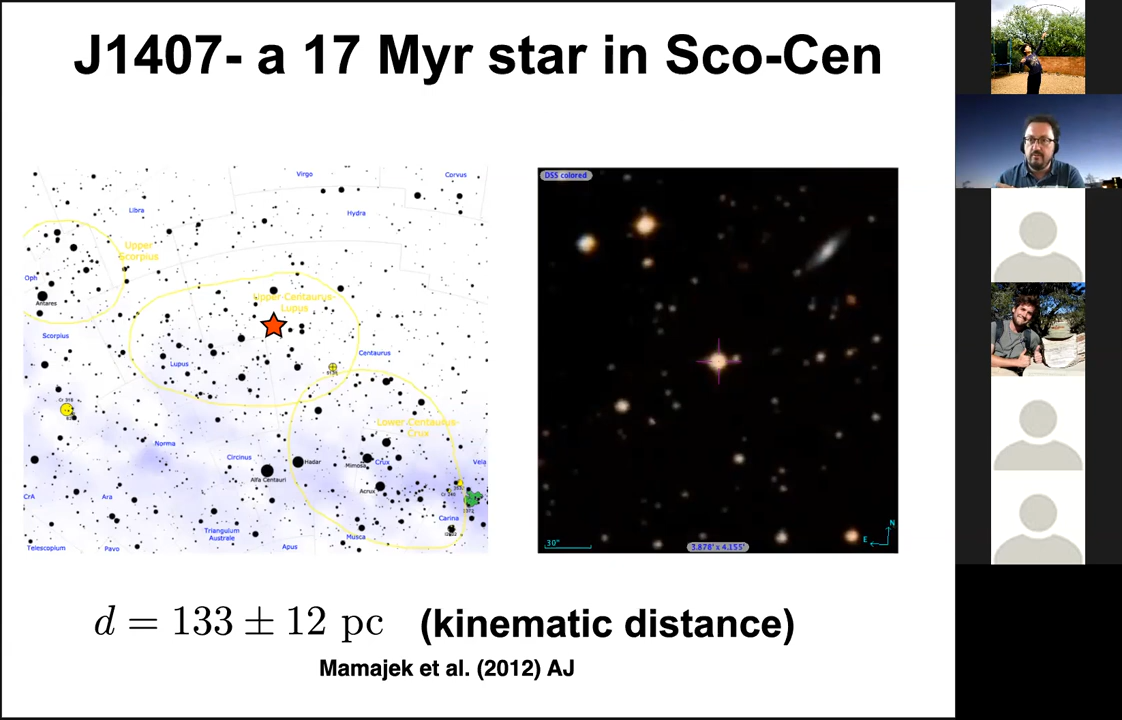 J1407- a 17 Myr star in Sco-Cen
Virgo
Corvus
Libra
Hydra
Upper
Scorpius
Oph
Antares
Upper-Centaurus-
Lupus
Scorpius
Centaurus
Lupus
Lower-Centaurus-
Crux
Norma
Circinus
Hadar
Mimosa
Crux
Vela
Alfa Centauri
Acrux
CrA
Ara
Carina
Triangulum
Australe
Musca
Telescopium
Pavo
Apus
DSS colored
30"
3.878' x 4.155'
N
E
d = 133 ± 12 pc (kinematic distance)
Mamajek et al. (2012) AJ